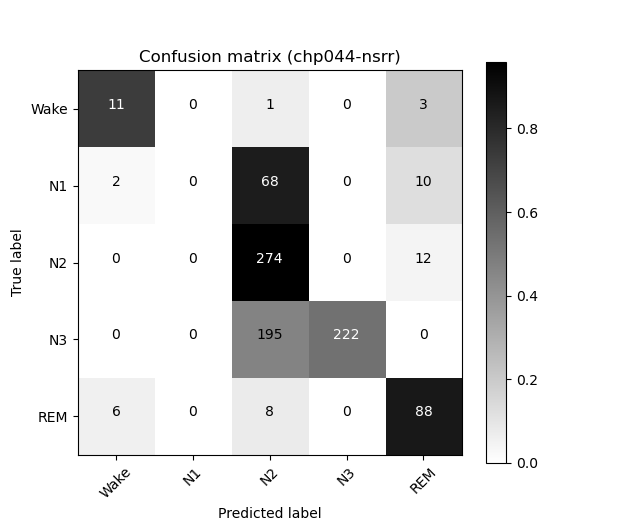 Confusion matrix (chp044-nsrr)
Wake 11 0 1 0 3
N1 2 0 68 0 10
N2 0 0 274 0 12
N3 0 0 195 222 0
REM 6 0 8 0 88
Wake N1 N2 N3 REM
Predicted label
True label
0.8
0.6
0.4
0.2
0.0